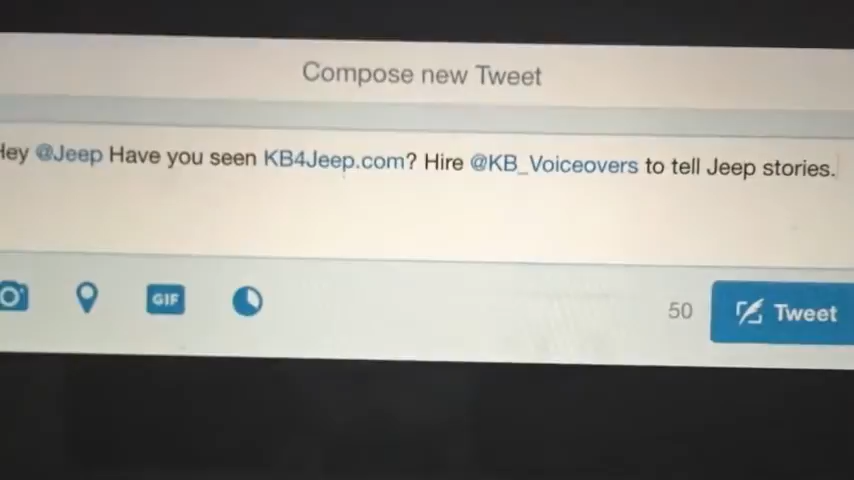 Compose new Tweet
Hey @Jeep Have you seen KB4Jeep.com? Hire @KB_Voiceovers to tell Jeep stories.
GIF
50
Tweet